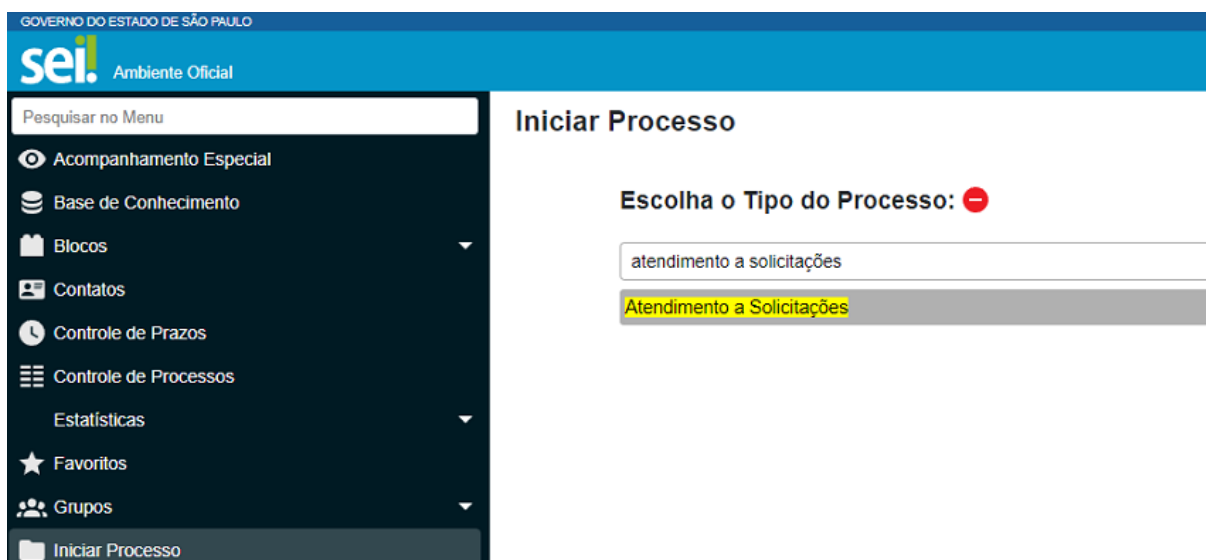 GOVERNO DO ESTADO DE SÃO PAULO
sei! Ambiente Oficial
Pesquisar no Menu
Acompanhamento Especial
Base de Conhecimento
Blocos
Contatos
Controle de Prazos
Controle de Processos
Estatísticas
Favoritos
Grupos
Iniciar Processo
Iniciar Processo
Escolha o Tipo do Processo:
atendimento a solicitações
Atendimento a Solicitações